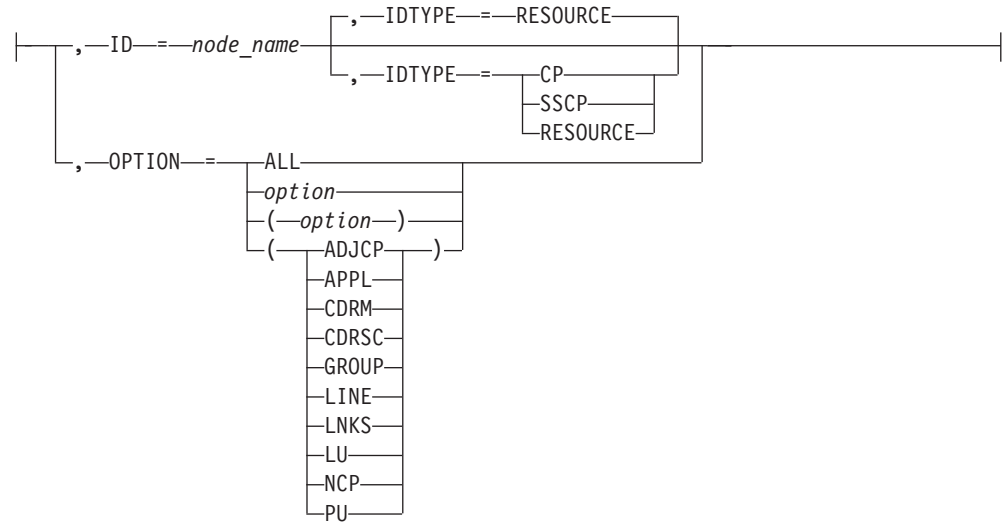 , IDTYPE = RESOURCE
, ID = node_name
, IDTYPE = CP
SSCP
RESOURCE
, OPTION = ALL
option
( option )
( ADJCP )
APPL
CDRM
CDRSC
GROUP
LINE
LNKS
LU
NCP
PU